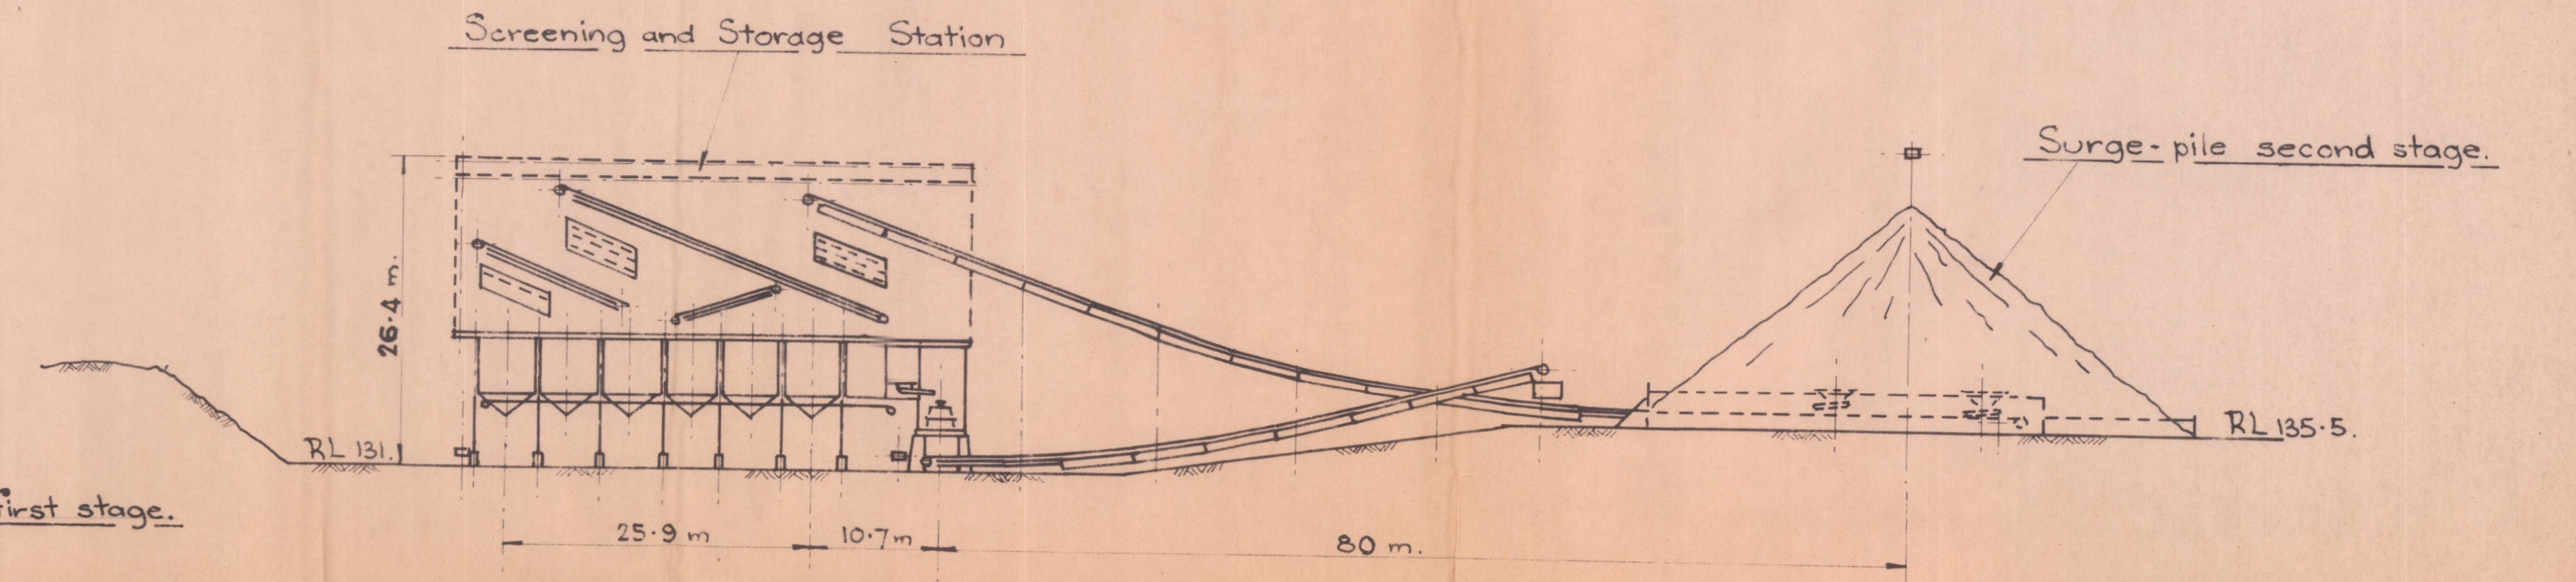 Screening and Storage Station
Surge-pile second stage.
26.4 m.
RL 131.
RL 135.5.
First stage.
25.9 m
10.7 m
80 m.